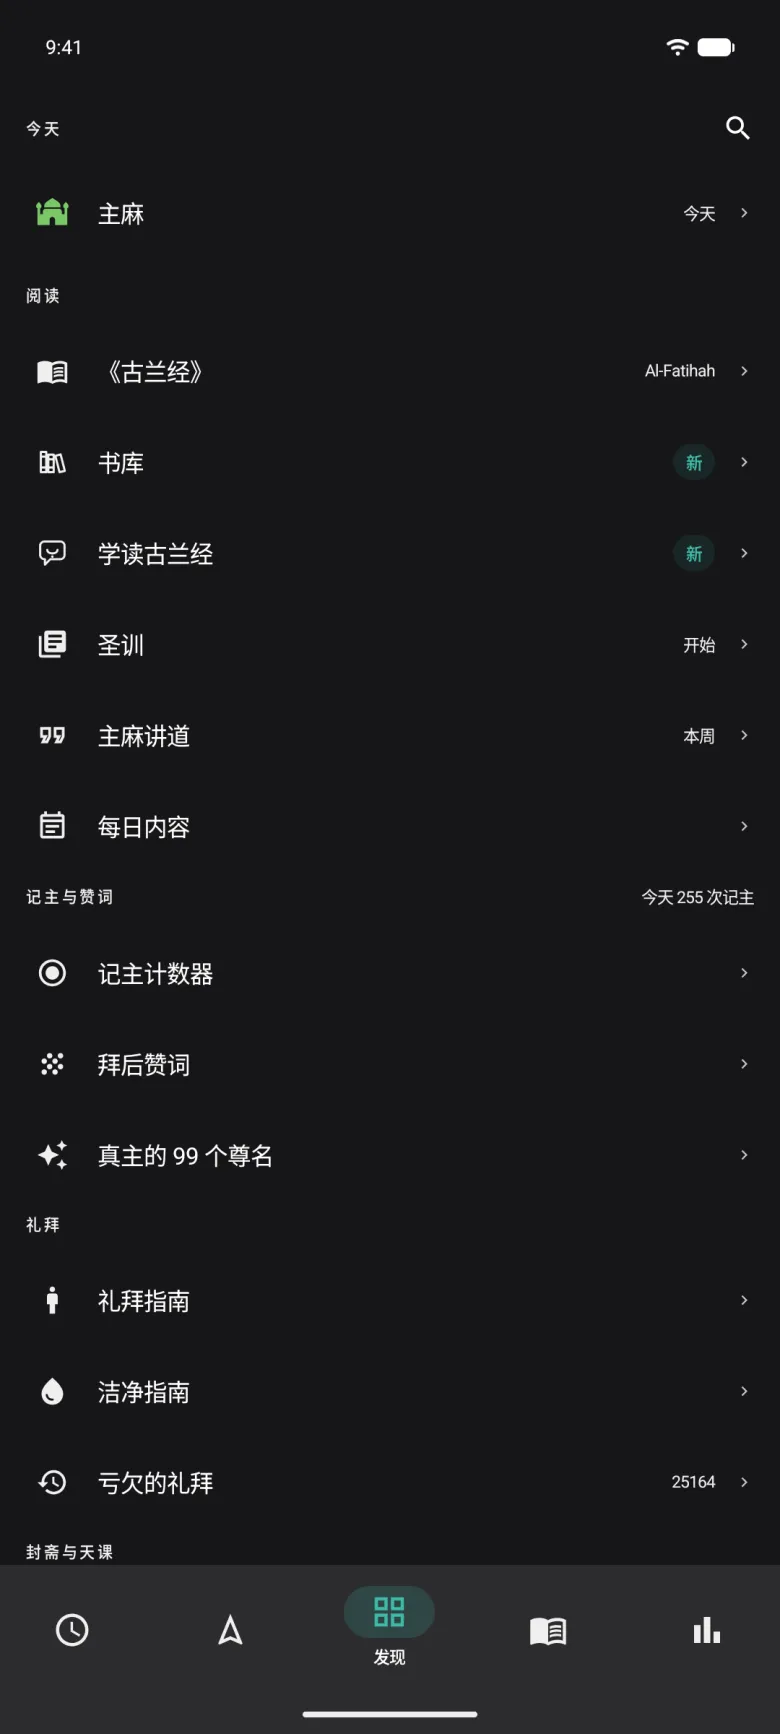 9:41
今天
主麻 今天
阅读
《古兰经》 Al-Fatihah
书库 新
学读古兰经 新
圣训 开始
主麻讲道 本周
每日内容
记主与赞词 今天 255 次记主
记主计数器
拜后赞词
真主的 99 个尊名
礼拜
礼拜指南
洁净指南
亏欠的礼拜 25164
封斋与天课
发现